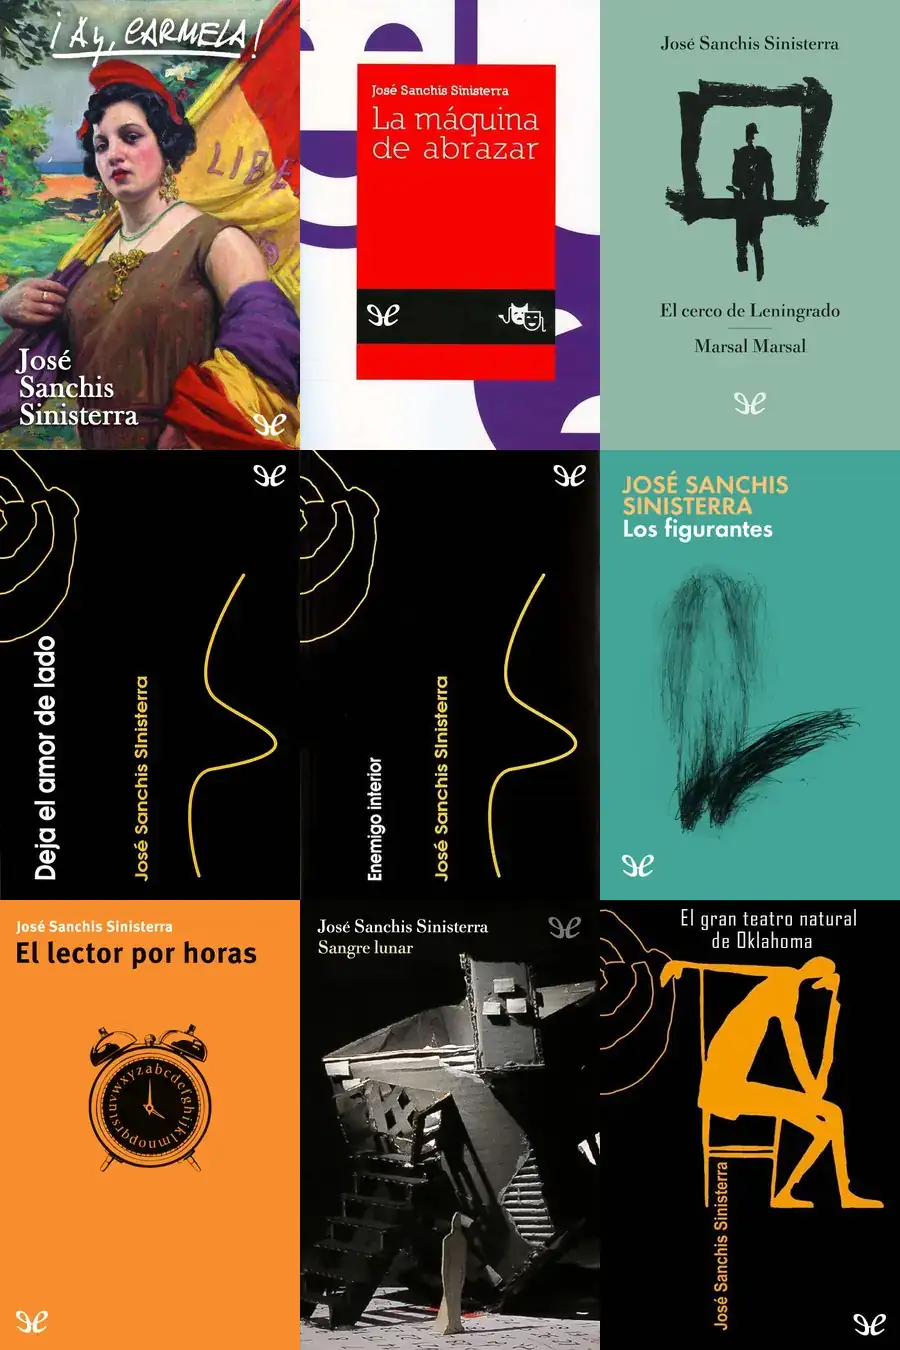 ¡Ay, CARMELA!
LIBE
José
Sanchis
Sinisterra
José Sanchis Sinisterra
La máquina
de abrazar
José Sanchis Sinisterra
El cerco de Leningrado
Marsal Marsal
Deja el amor de lado
José Sanchis SInisterra
Enemigo interior
José Sanchis SInisterra
JOSÉ SANCHIS
SINISTERRA
Los figurantes
José Sanchis Sinisterra
El lector por horas
abcdefghijklmnopqrstuvwxyz
José Sanchis Sinisterra
Sangre lunar
El gran teatro natural
de Oklahoma
José Sanchis Sinisterra